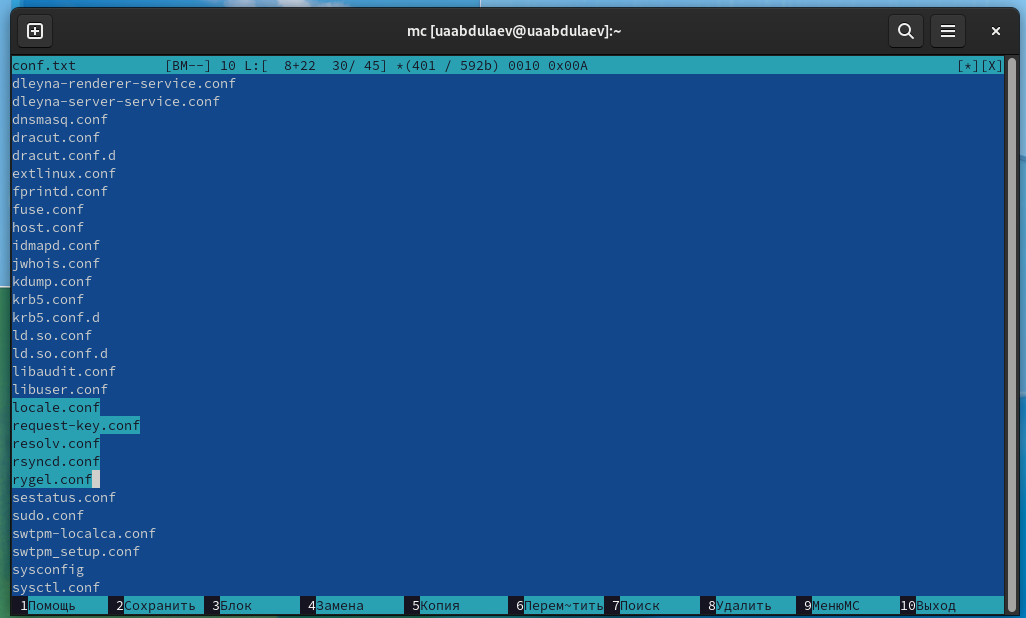 mc [uaabdulaev@uaabdulaev]:~
conf.txt [BM--] 10 L:[ 8+22 30/ 45] *(401 / 592b) 0010 0x00A [*][X]
dleyna-renderer-service.conf
dleyna-server-service.conf
dnsmasq.conf
dracut.conf
dracut.conf.d
extlinux.conf
fprintd.conf
fuse.conf
host.conf
idmapd.conf
jwhois.conf
kdump.conf
krb5.conf
krb5.conf.d
ld.so.conf
ld.so.conf.d
libaudit.conf
libuser.conf
locale.conf
request-key.conf
resolv.conf
rsyncd.conf
rygel.conf
sestatus.conf
sudo.conf
swtpm-localca.conf
swtpm_setup.conf
sysconfig
sysctl.conf
1Помощь 2Сохранить 3Блок 4Замена 5Копия 6Перем~тить 7Поиск 8Удалить 9МенюMC 10Выход